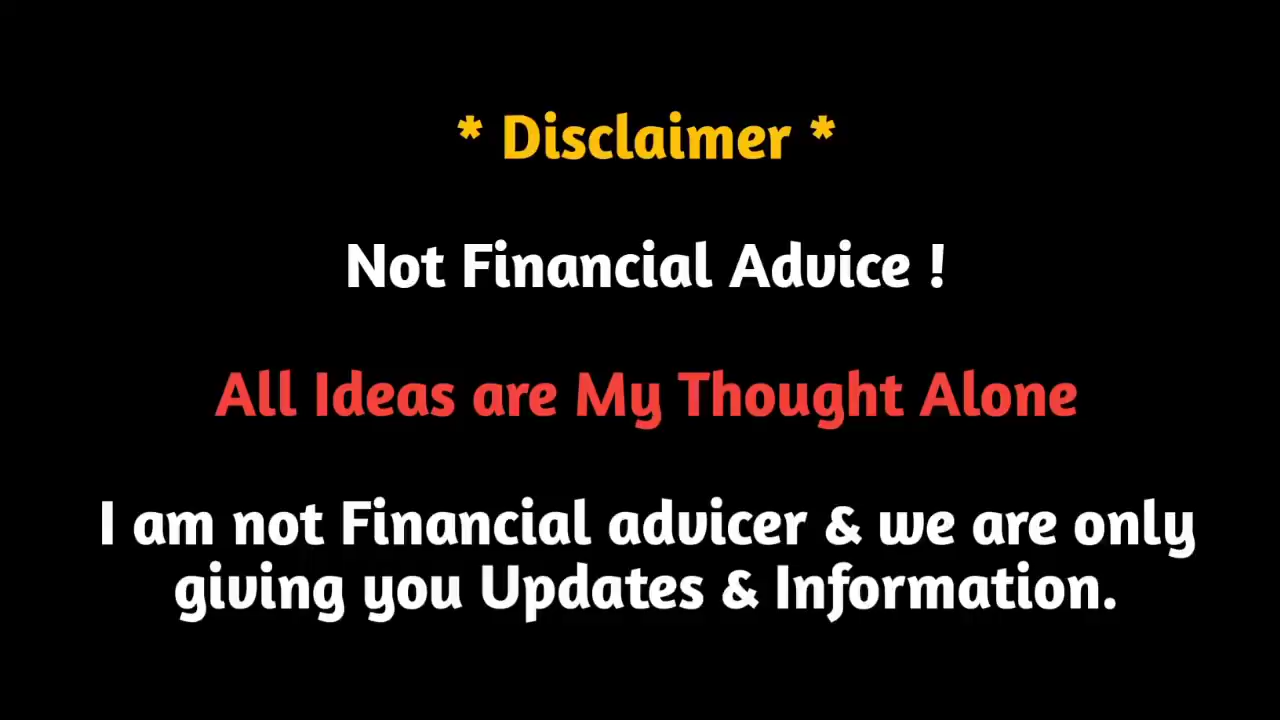 * Disclaimer *
Not Financial Advice !
All Ideas are My Thought Alone
I am not Financial advicer & we are only
giving you Updates & Information.